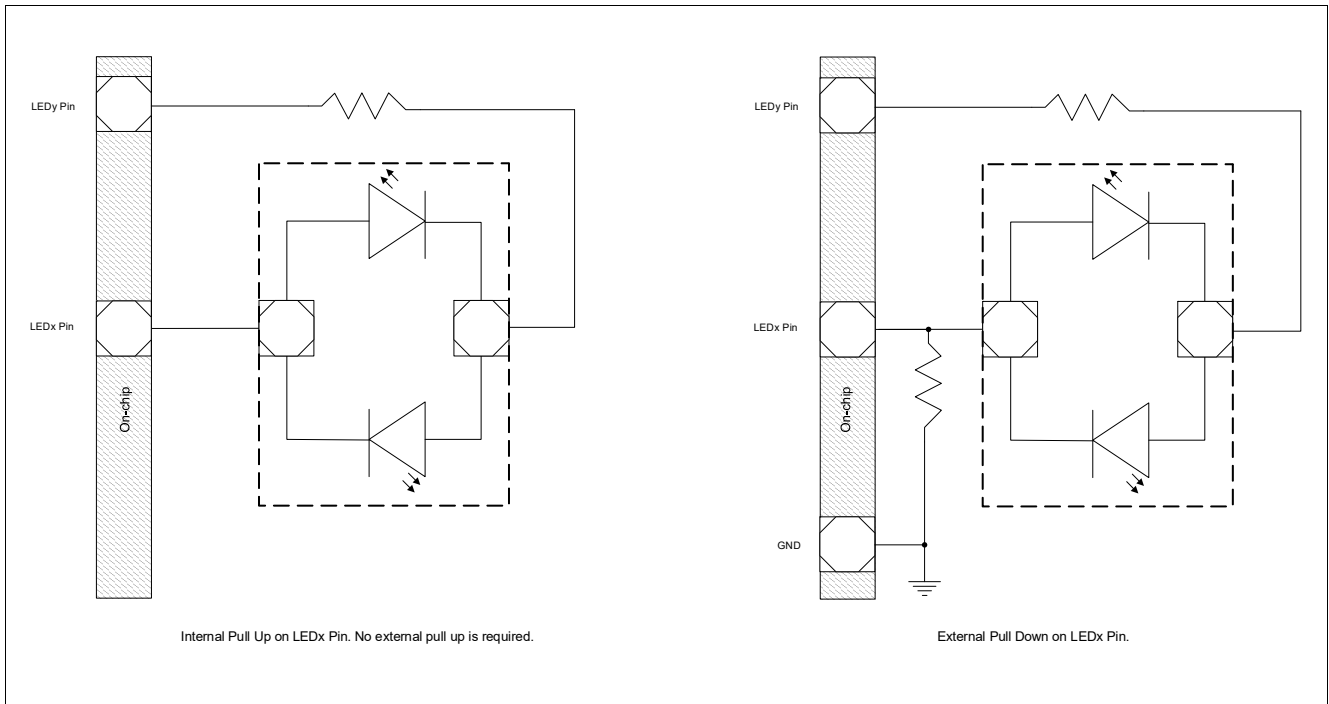 LEDy Pin
LEDx Pin
On-chip
Internal Pull Up on LEDx Pin. No external pull up is required.
LEDy Pin
LEDx Pin
On-chip
GND
External Pull Down on LEDx Pin.